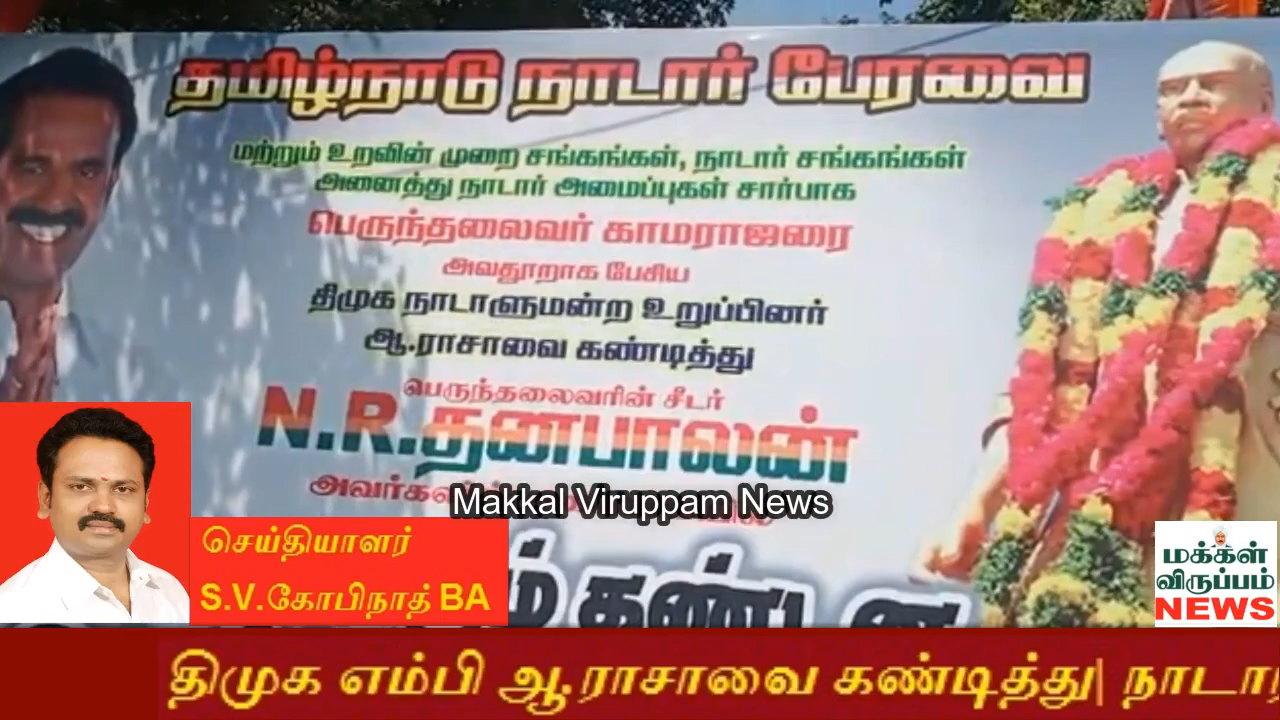 தமிழ்நாடு நாடார் பேரவை
மற்றும் உறவின் முறை சங்கங்கள், நாடார் சங்கங்கள்
அனைத்து நாடார் அமைப்புகள் சார்பாக
பெருந்தலைவர் காமராஜரை
அவதூறாக பேசிய
திமுக நாடாளுமன்ற உறுப்பினர்
ஆ.ராசாவை கண்டித்து
பெருந்தலைவரின் சீடர்
N.R.தனபாலன்
Makkal Viruppam News
செய்தியாளர்
S.V.கோபிநாத் BA
மக்கள்
விருப்பம்
NEWS
திமுக எம்பி ஆ.ராசாவை கண்டித்து|